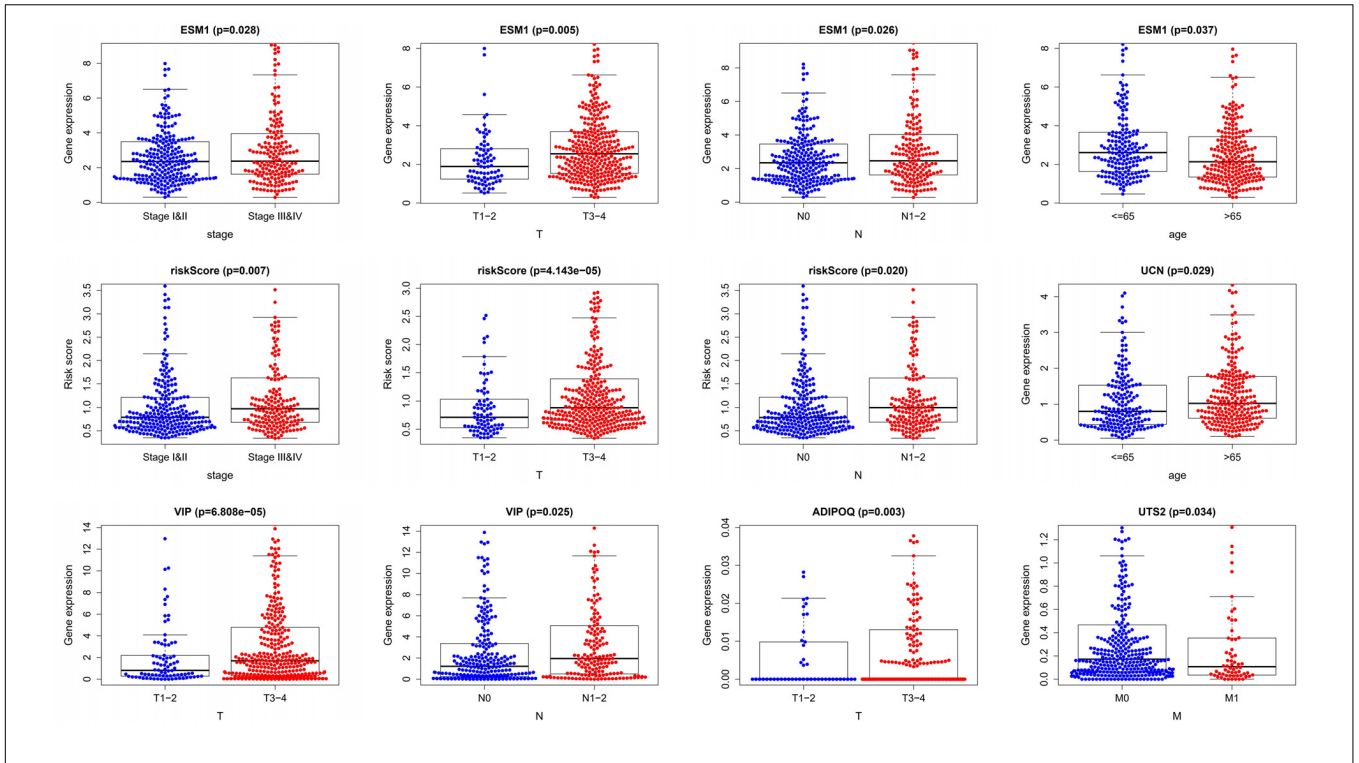 ESM1 (p=0.028)
Gene expression
0 2 4 6 8
Stage I&II Stage III&IV
stage
ESM1 (p=0.005)
Gene expression
0 2 4 6 8
T1−2 T3−4
T
ESM1 (p=0.026)
Gene expression
0 2 4 6 8
N0 N1−2
N
ESM1 (p=0.037)
Gene expression
0 2 4 6 8
<=65 >65
age
riskScore (p=0.007)
Risk score
0.5 1.0 1.5 2.0 2.5 3.0 3.5
Stage I&II Stage III&IV
stage
riskScore (p=4.143e−05)
Risk score
0.5 1.0 1.5 2.0 2.5 3.0
T1−2 T3−4
T
riskScore (p=0.020)
Risk score
0.5 1.0 1.5 2.0 2.5 3.0 3.5
N0 N1−2
N
UCN (p=0.029)
Gene expression
0 1 2 3 4
<=65 >65
age
VIP (p=6.808e−05)
Gene expression
0 2 4 6 8 10 12 14
T1−2 T3−4
T
VIP (p=0.025)
Gene expression
0 2 4 6 8 10 12 14
N0 N1−2
N
ADIPOQ (p=0.003)
Gene expression
0.00 0.01 0.02 0.03 0.04
T1−2 T3−4
T
UTS2 (p=0.034)
Gene expression
0.0 0.2 0.4 0.6 0.8 1.0 1.2
M0 M1
M